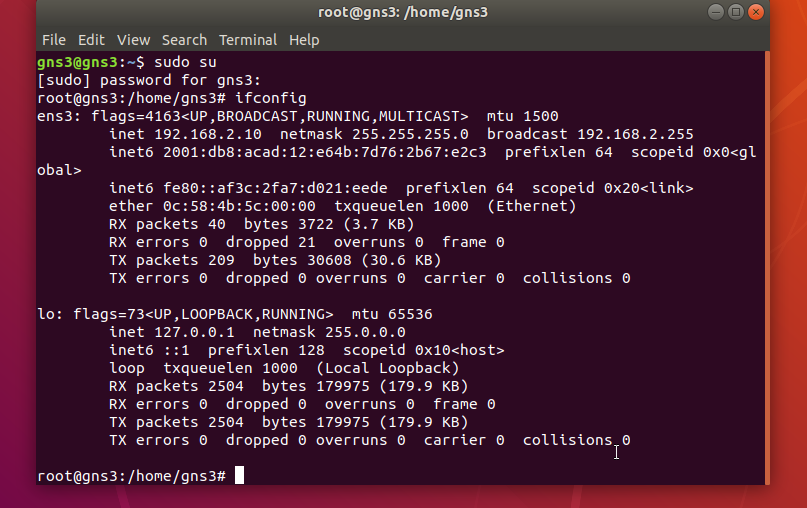 root@gns3: /home/gns3
File Edit View Search Terminal Help
gns3@gns3:~$ sudo su
[sudo] password for gns3:
root@gns3:/home/gns3# ifconfig
ens3: flags=4163<UP,BROADCAST,RUNNING,MULTICAST>  mtu 1500
        inet 192.168.2.10  netmask 255.255.255.0  broadcast 192.168.2.255
        inet6 2001:db8:acad:12:e64b:7d76:2b67:e2c3  prefixlen 64  scopeid 0x0<gl
obal>
        inet6 fe80::af3c:2fa7:d021:eede  prefixlen 64  scopeid 0x20<link>
        ether 0c:58:4b:5c:00:00  txqueuelen 1000  (Ethernet)
        RX packets 40  bytes 3722 (3.7 KB)
        RX errors 0  dropped 21  overruns 0  frame 0
        TX packets 209  bytes 30608 (30.6 KB)
        TX errors 0  dropped 0 overruns 0  carrier 0  collisions 0

lo: flags=73<UP,LOOPBACK,RUNNING>  mtu 65536
        inet 127.0.0.1  netmask 255.0.0.0
        inet6 ::1  prefixlen 128  scopeid 0x10<host>
        loop  txqueuelen 1000  (Local Loopback)
        RX packets 2504  bytes 179975 (179.9 KB)
        RX errors 0  dropped 0  overruns 0  frame 0
        TX packets 2504  bytes 179975 (179.9 KB)
        TX errors 0  dropped 0 overruns 0  carrier 0  collisions 0

root@gns3:/home/gns3#